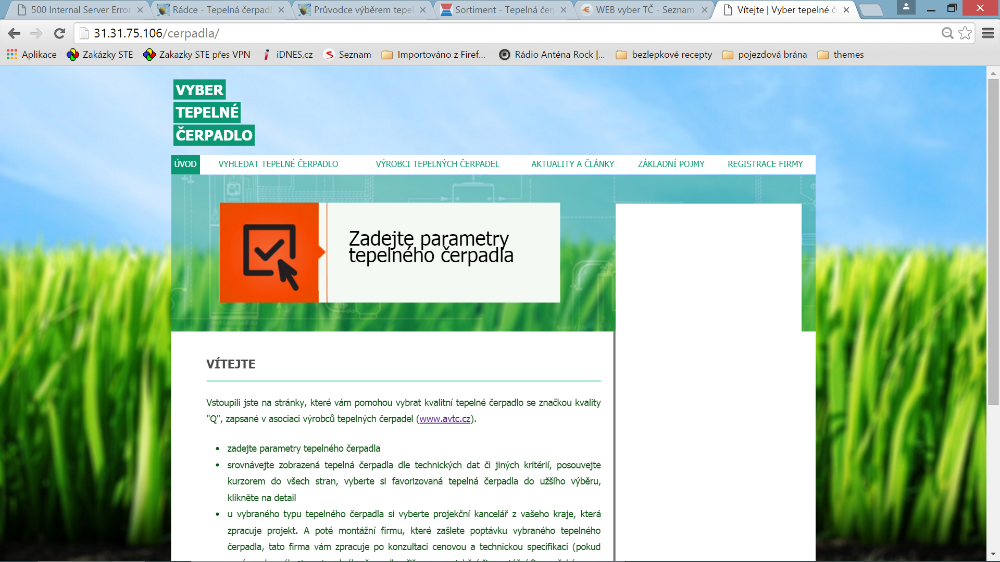 500 Internal Server Error
Rádce - Tepelná čerpadl
Průvodce výběrem tepel
Sortiment - Tepelná čer
WEB vyber TČ - Seznam
Vítejte | Vyber tepelné č
31.31.75.106/cerpadla/
Aplikace
Zakázky STE
Zakazky STE přes VPN
iDNES.cz
Seznam
Importováno z Firef...
Rádio Anténa Rock |...
bezlepkové recepty
pojezdová brána
themes
VYBER
TEPELNÉ
ČERPADLO
ÚVOD
VYHLEDAT TEPELNÉ ČERPADLO
VÝROBCI TEPELNÝCH ČERPADEL
AKTUALITY A ČLÁNKY
ZÁKLADNÍ POJMY
REGISTRACE FIRMY
Zadejte parametry
tepelného čerpadla
VÍTEJTE
Vstoupili jste na stránky, které vám pomohou vybrat kvalitní tepelné čerpadlo se značkou kvality
"Q", zapsané v asociaci výrobců tepelných čerpadel (www.avtc.cz).
• zadejte parametry tepelného čerpadla
• srovnávejte zobrazená tepelná čerpadla dle technických dat či jiných kritérií, posouvejte
kurzorem do všech stran, vyberte si favorizovaná tepelná čerpadla do užšího výběru,
klikněte na detail
• u vybraného typu tepelného čerpadla si vyberte projekční kancelář z vašeho kraje, která
zpracuje projekt. A poté montážní firmu, které zašlete poptávku vybraného tepelného
čerpadla, tato firma vám zpracuje po konzultaci cenovou a technickou specifikaci (pokud